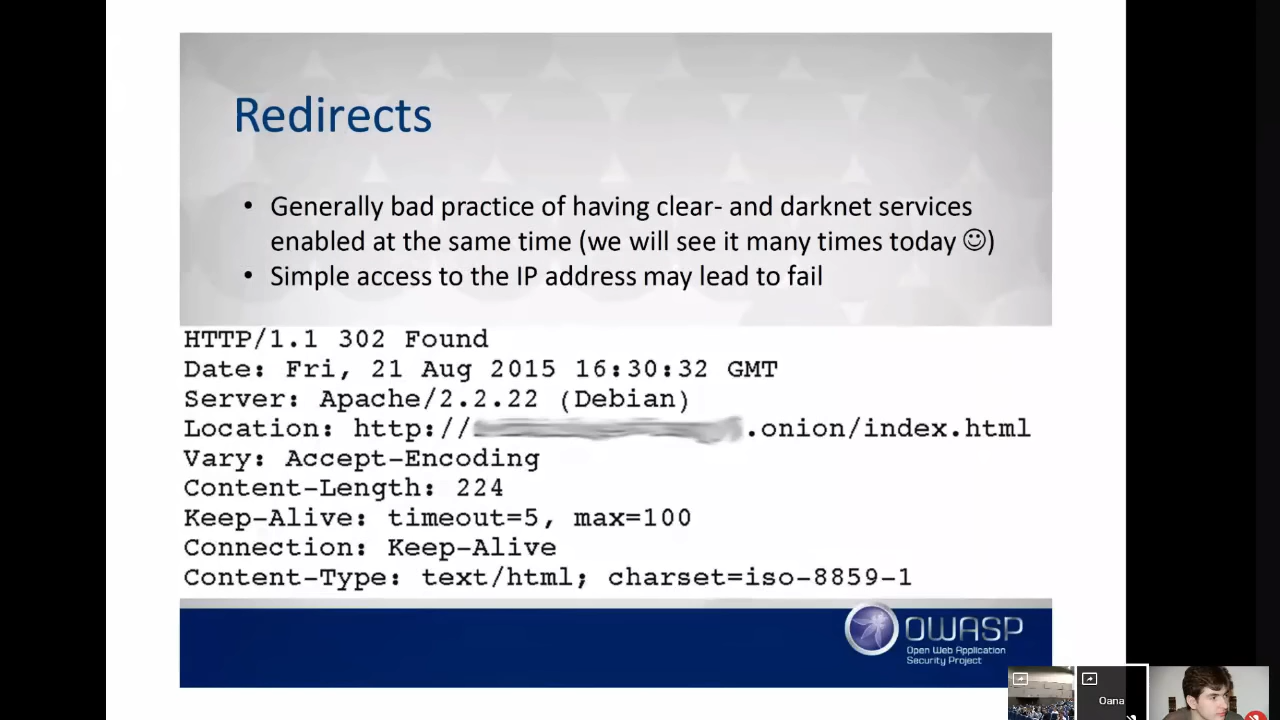 Redirects
• Generally bad practice of having clear- and darknet services
enabled at the same time (we will see it many times today ☺)
• Simple access to the IP address may lead to fail
HTTP/1.1 302 Found
Date: Fri, 21 Aug 2015 16:30:32 GMT
Server: Apache/2.2.22 (Debian)
Location: http:// .onion/index.html
Vary: Accept-Encoding
Content-Length: 224
Keep-Alive: timeout=5, max=100
Connection: Keep-Alive
Content-Type: text/html; charset=iso-8859-1
OWASP
Open Web Application
Security Project
Oana